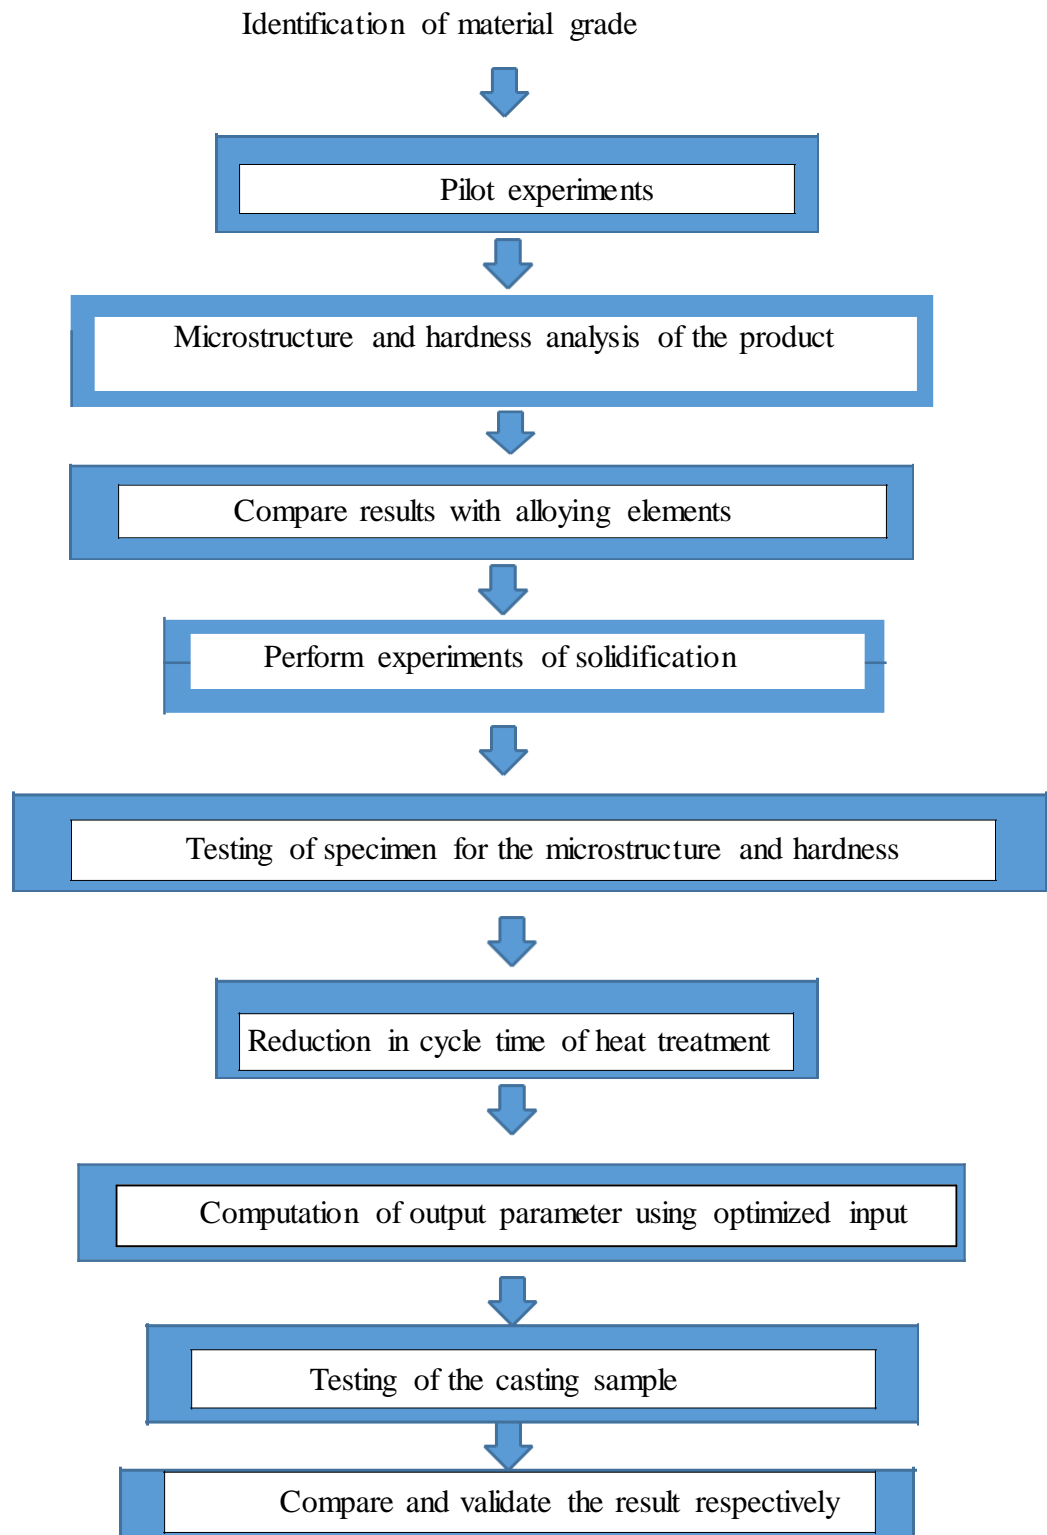 Identification of material grade
Pilot experiments
Microstructure and hardness analysis of the product
Compare results with alloying elements
Perform experiments of solidification
Testing of specimen for the microstructure and hardness
Reduction in cycle time of heat treatment
Computation of output parameter using optimized input
Testing of the casting sample
Compare and validate the result respectively